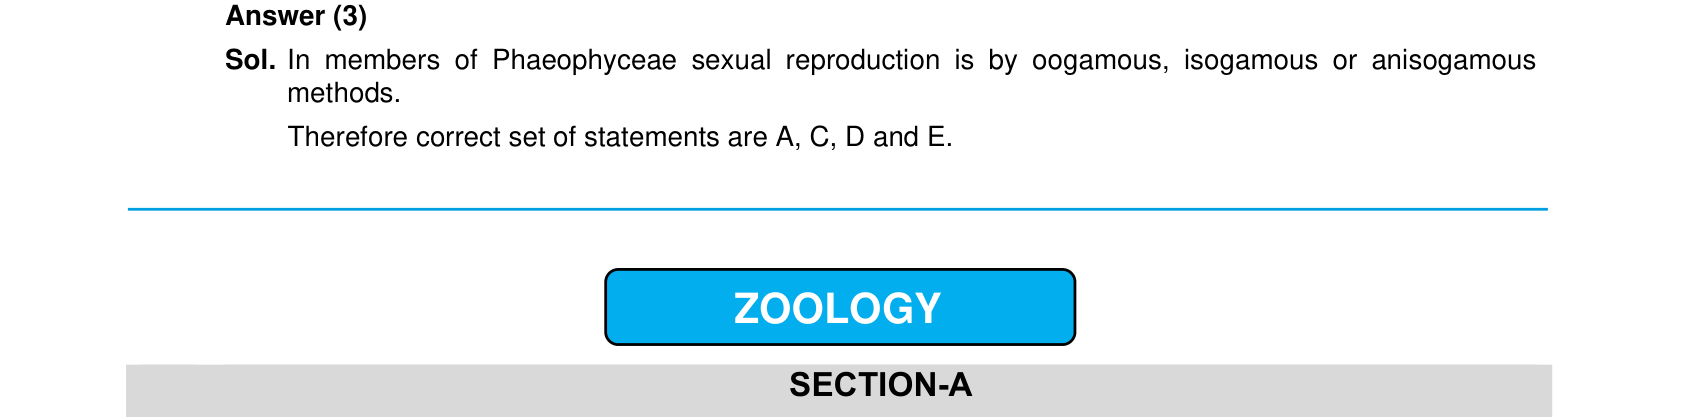 Answer (3)
Sol. In members of Phaeophyceae sexual reproduction is by oogamous, isogamous or anisogamous
methods.
Therefore correct set of statements are A, C, D and E.
ZOOLOGY
SECTION-A